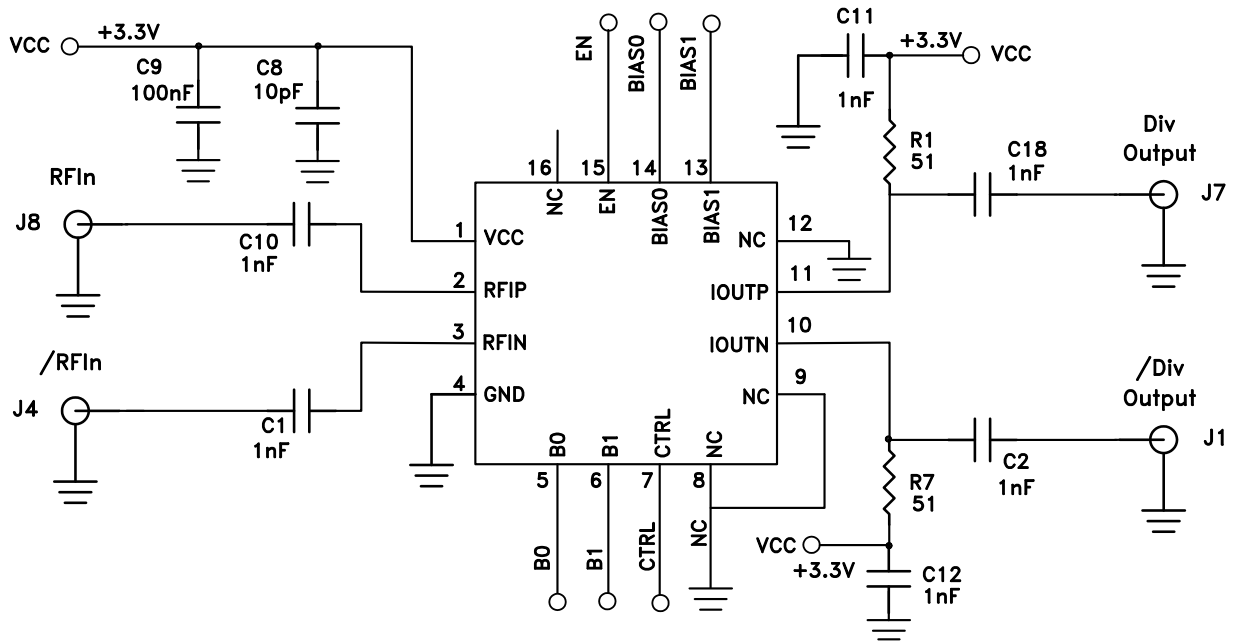 VCC
+3.3V
C9
100nF
C8
10pF
EN
BIAS0
BIAS1
C11
1nF
+3.3V
VCC
R1
51
C18
1nF
Div
Output
J7
RFIn
J8
C10
1nF
16
15
14
13
NC
EN
BIAS0
BIAS1
1
VCC
NC
12
2
RFIP
IOUTP
11
3
RFIN
IOUTN
10
4
GND
NC
9
/RFIn
J4
C1
1nF
B0
B1
CTRL
NC
5
6
7
8
B0
B1
CTRL
NC
/Div
Output
J1
C2
1nF
R7
51
VCC
+3.3V
C12
1nF